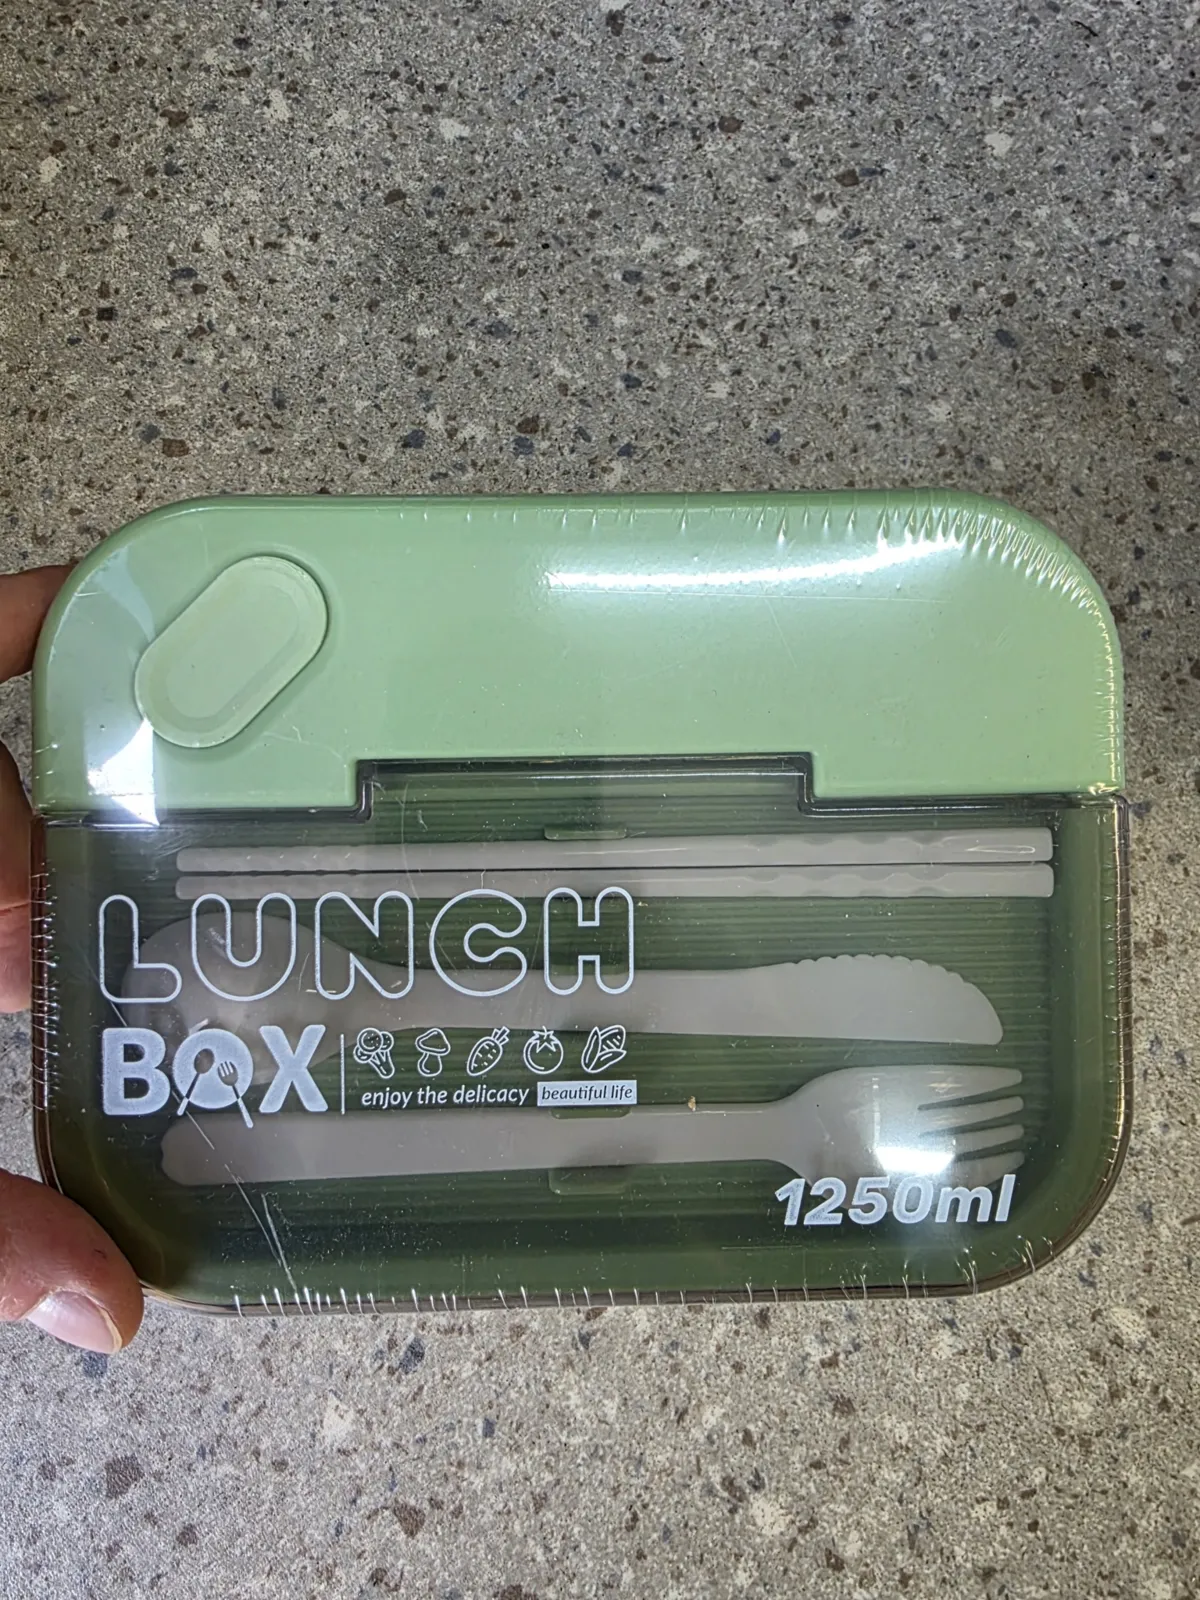 LUNCH
BOX
enjoy the delicacy beautiful life
1250ml